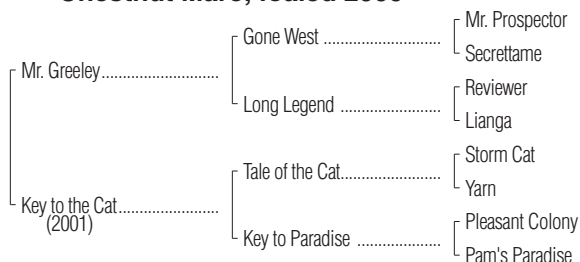 Chestnut Mare, foaled
Mr. Prospector
Gone West
Secrettame
Mr. Greeley
Reviewer
Long Legend
Lianga
Storm Cat
Tale of the Cat
Yarn
Key to the Cat
(2001)
Pleasant Colony
Key to Paradise
Pam's Paradise